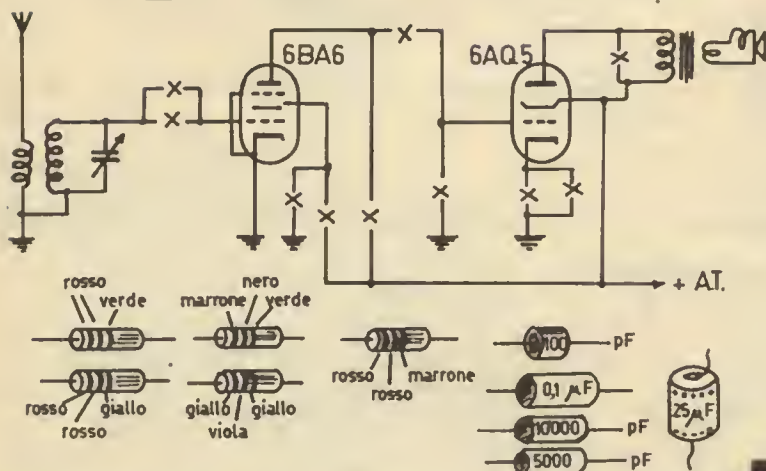 6BA6
6AQ5
+ A.T.
rosso
verde
nero
marrone
verde
rosso
rosso
giallo
giallo
viola
giallo
rosso
rosso
marrone
100 pF
0,1 µF
10000 pF
5000 pF
25µF